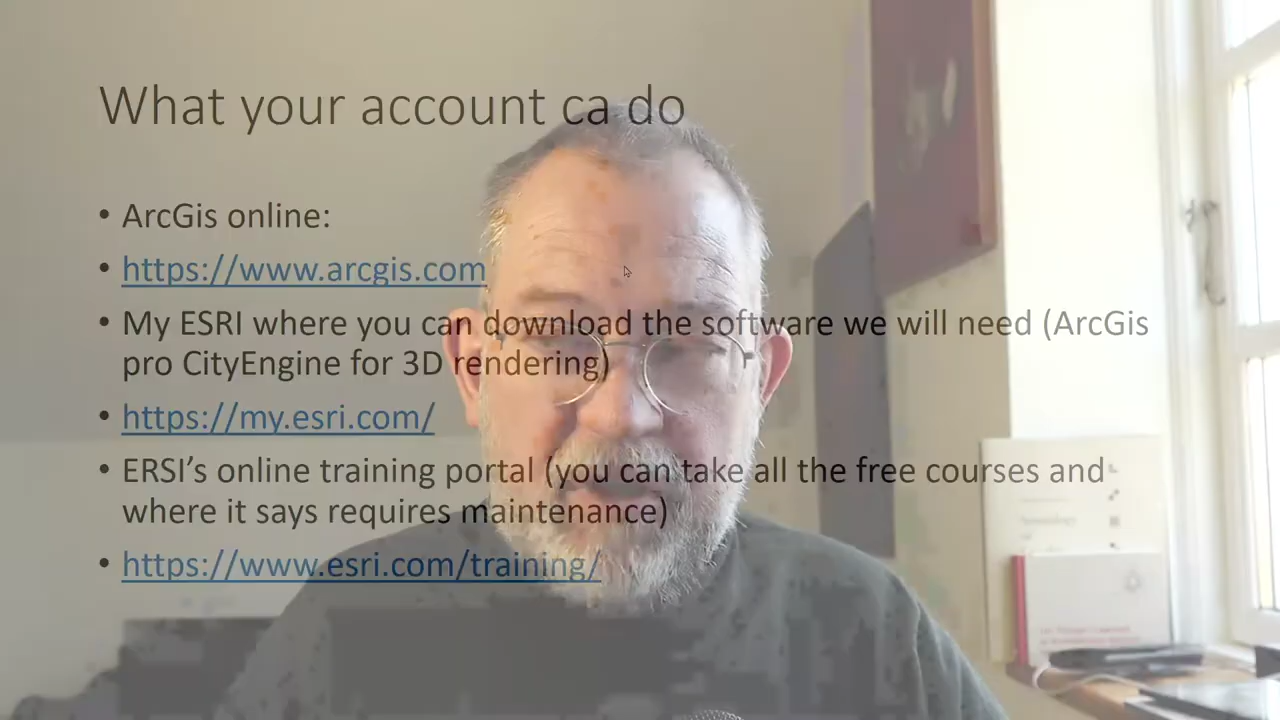 What your account ca do
• ArcGis online:
• https://www.arcgis.com
• My ESRI where you can download the software we will need (ArcGis
pro CityEngine for 3D rendering)
• https://my.esri.com/
• ERSI’s online training portal (you can take all the free courses and
where it says requires maintenance)
• https://www.esri.com/training/